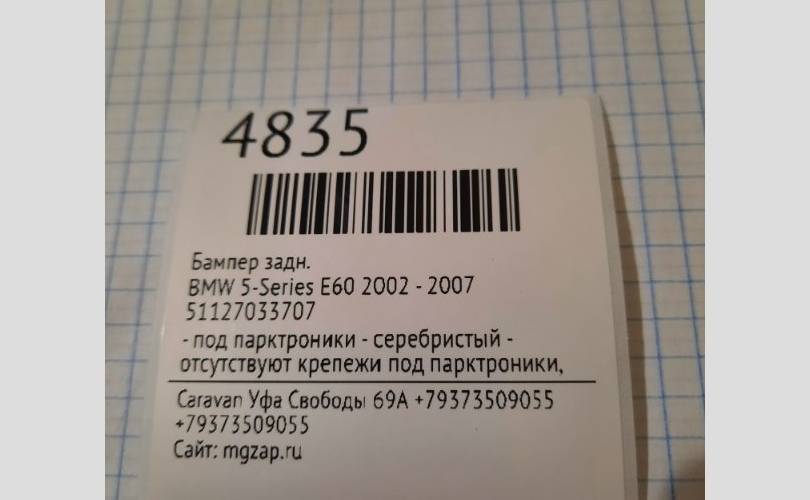 4835
Бампер задн.
BMW 5-Series E60 2002 - 2007
51127033707
- под парктроники - серебристый -
отсутствуют крепежи под парктроники,
Caravan Уфа Свободы 69А +79373509055
+79373509055
Сайт: mgzap.ru